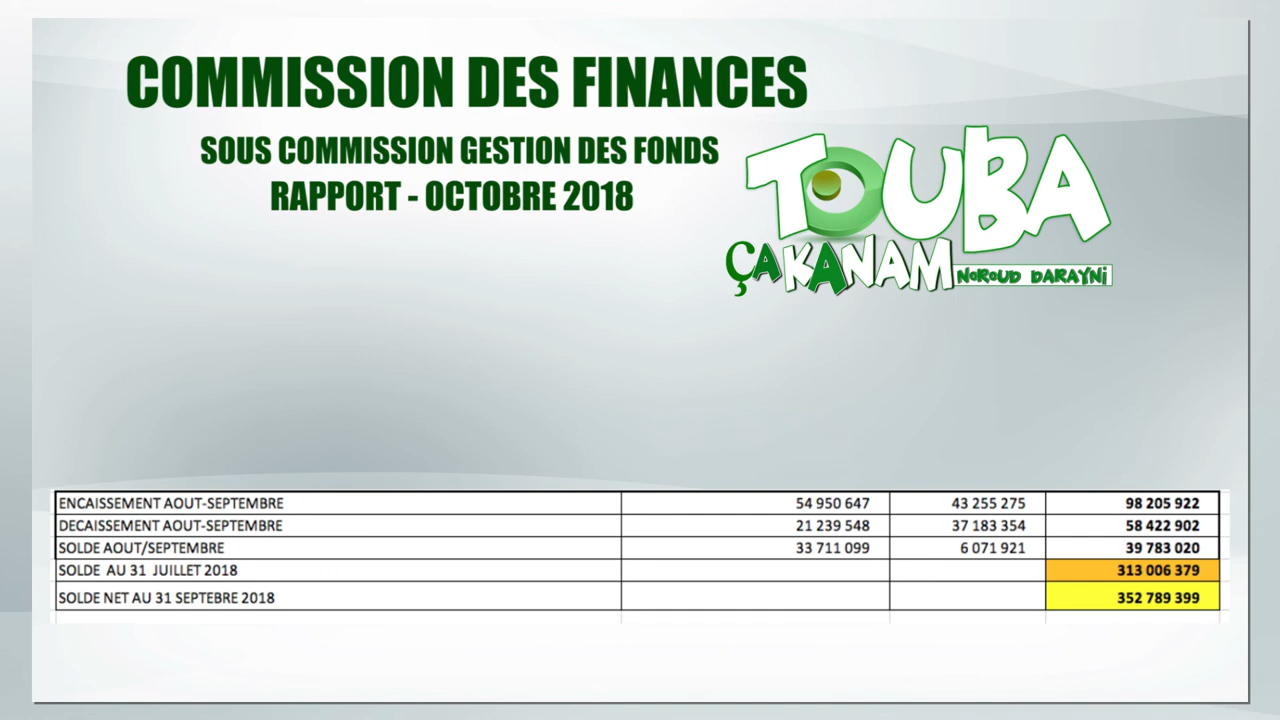 COMMISSION DES FINANCES
SOUS COMMISSION GESTION DES FONDS
RAPPORT - OCTOBRE 2018
TOUBA
ÇAKANAM
NOROUD DARAYNI
ENCAISSEMENT AOUT-SEPTEMBRE 54 950 647 43 255 275 98 205 922
DECAISSEMENT AOUT-SEPTEMBRE 21 239 548 37 183 354 58 422 902
SOLDE AOUT/SEPTEMBRE 33 711 099 6 071 921 39 783 020
SOLDE AU 31 JUILLET 2018 313 006 379
SOLDE NET AU 31 SEPTEBRE 2018 352 789 399